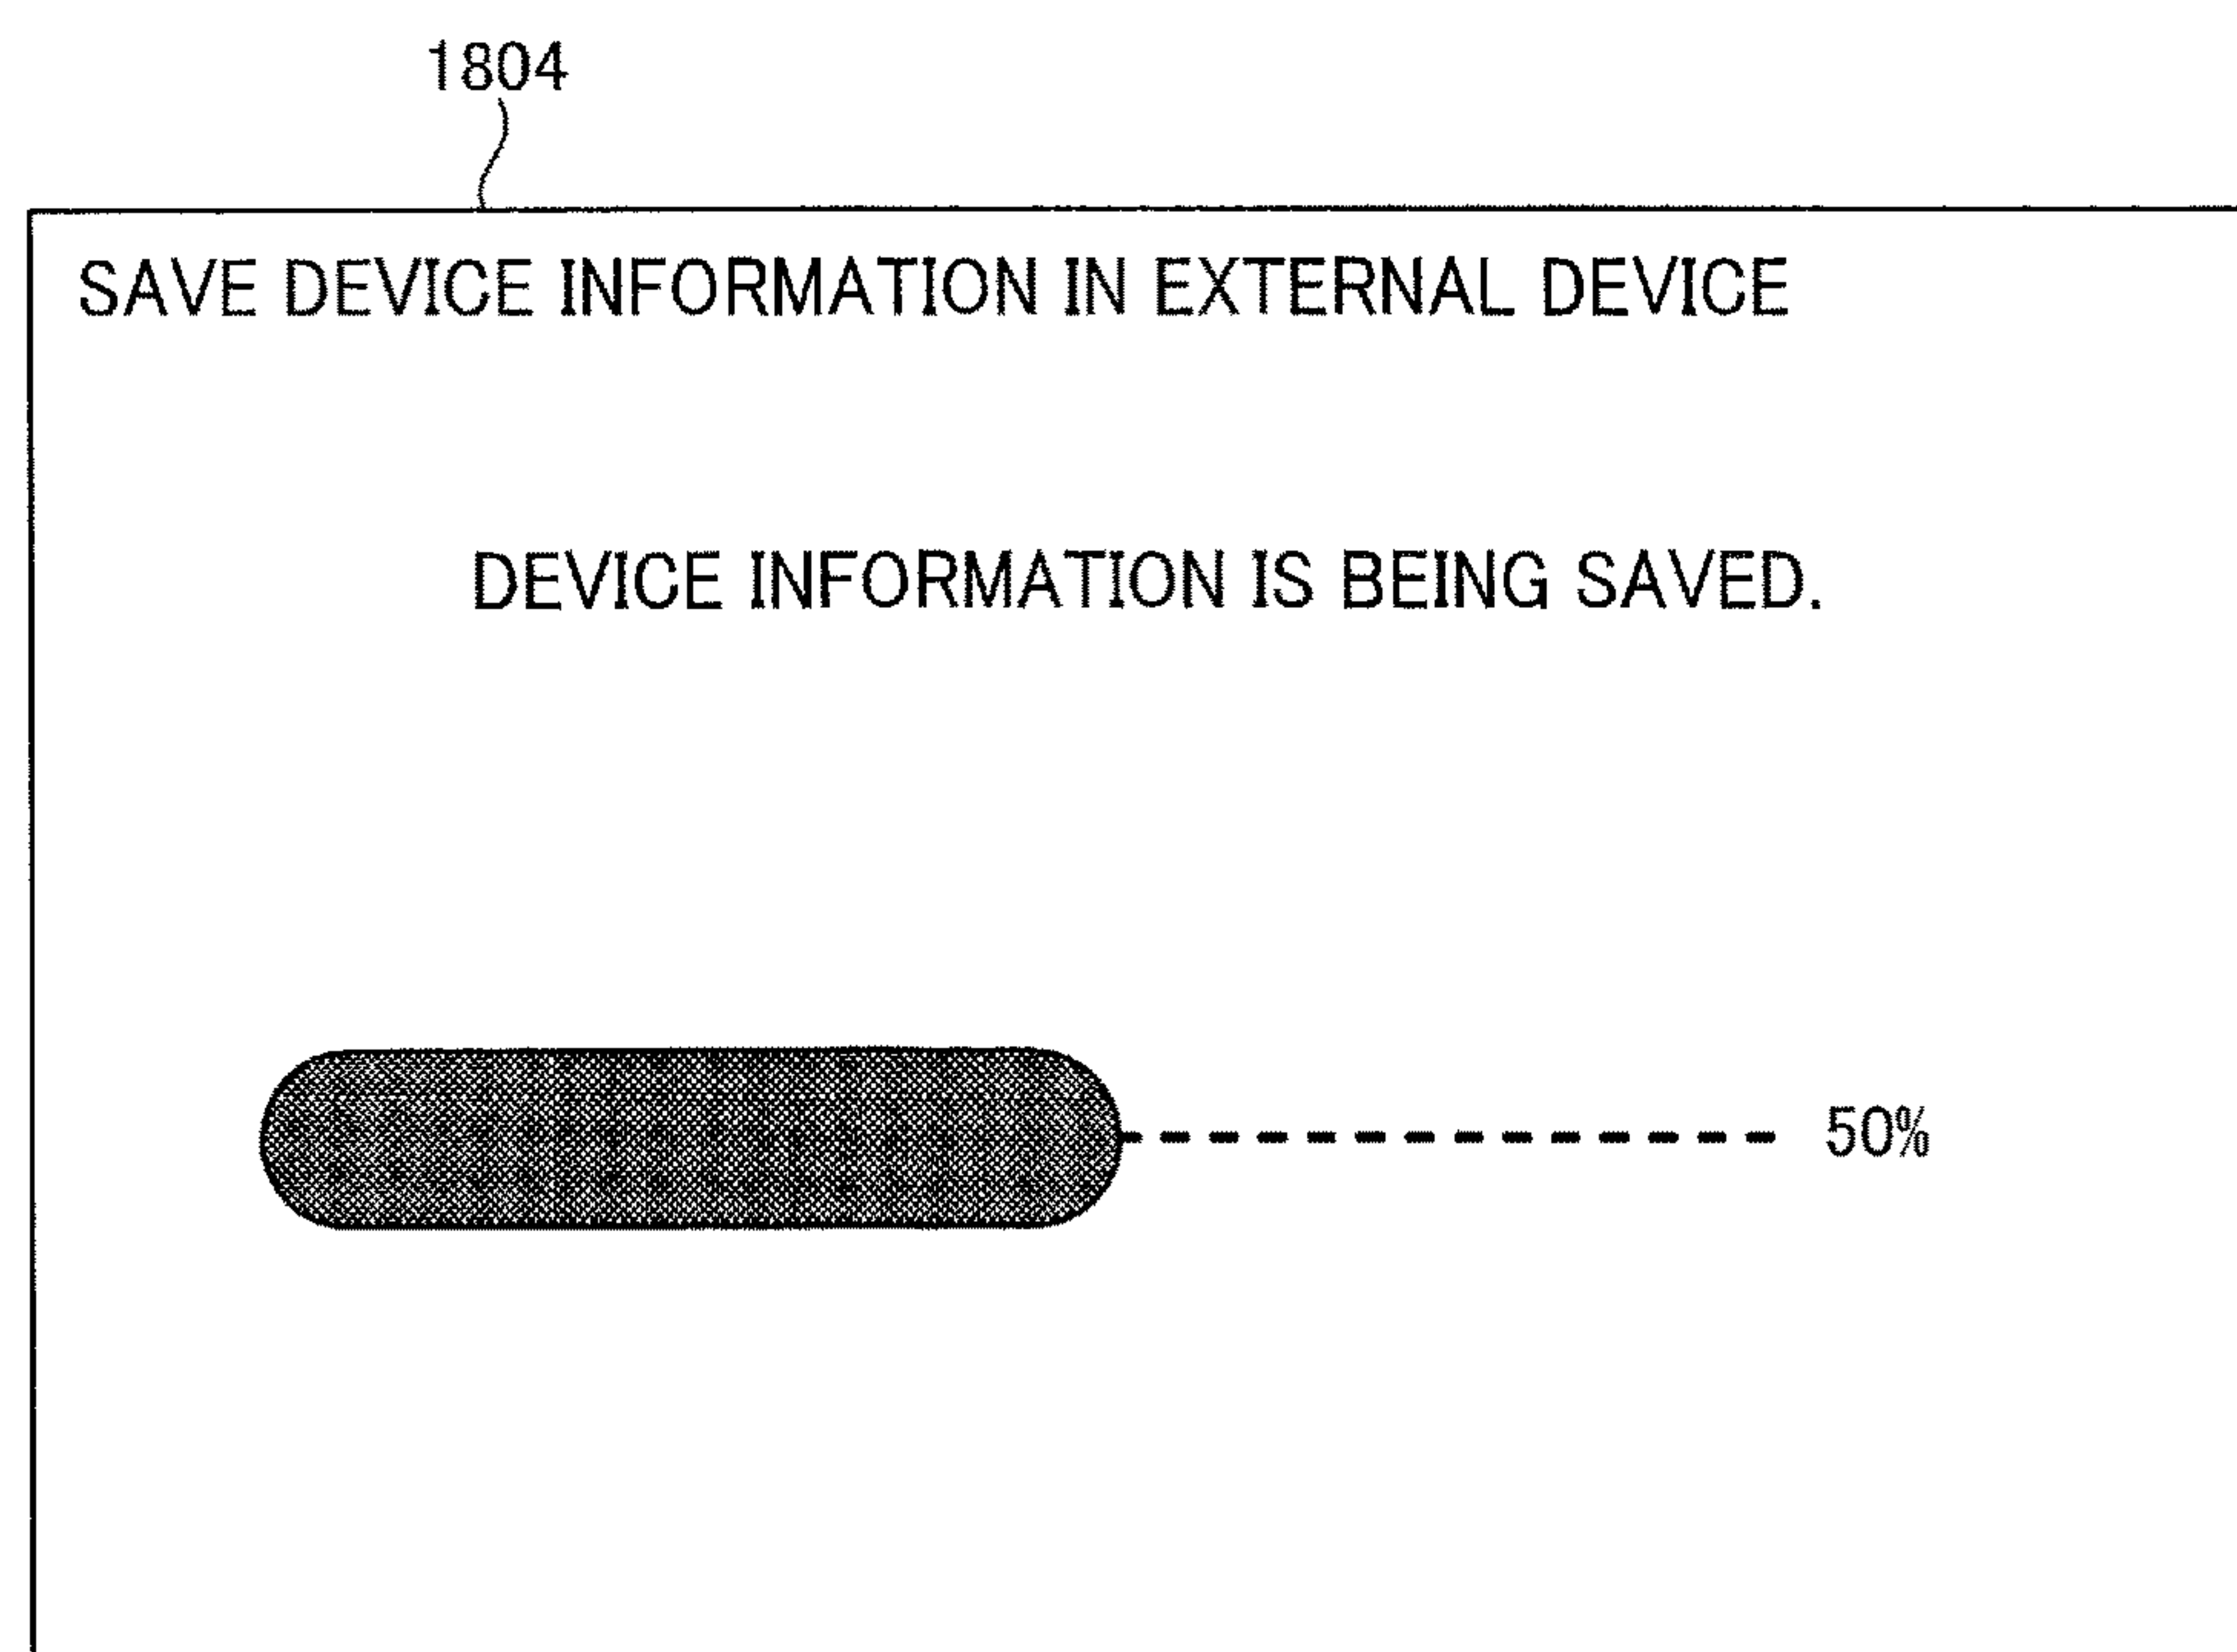 1804
SAVE DEVICE INFORMATION IN EXTERNAL DEVICE
DEVICE INFORMATION IS BEING SAVED.
50%